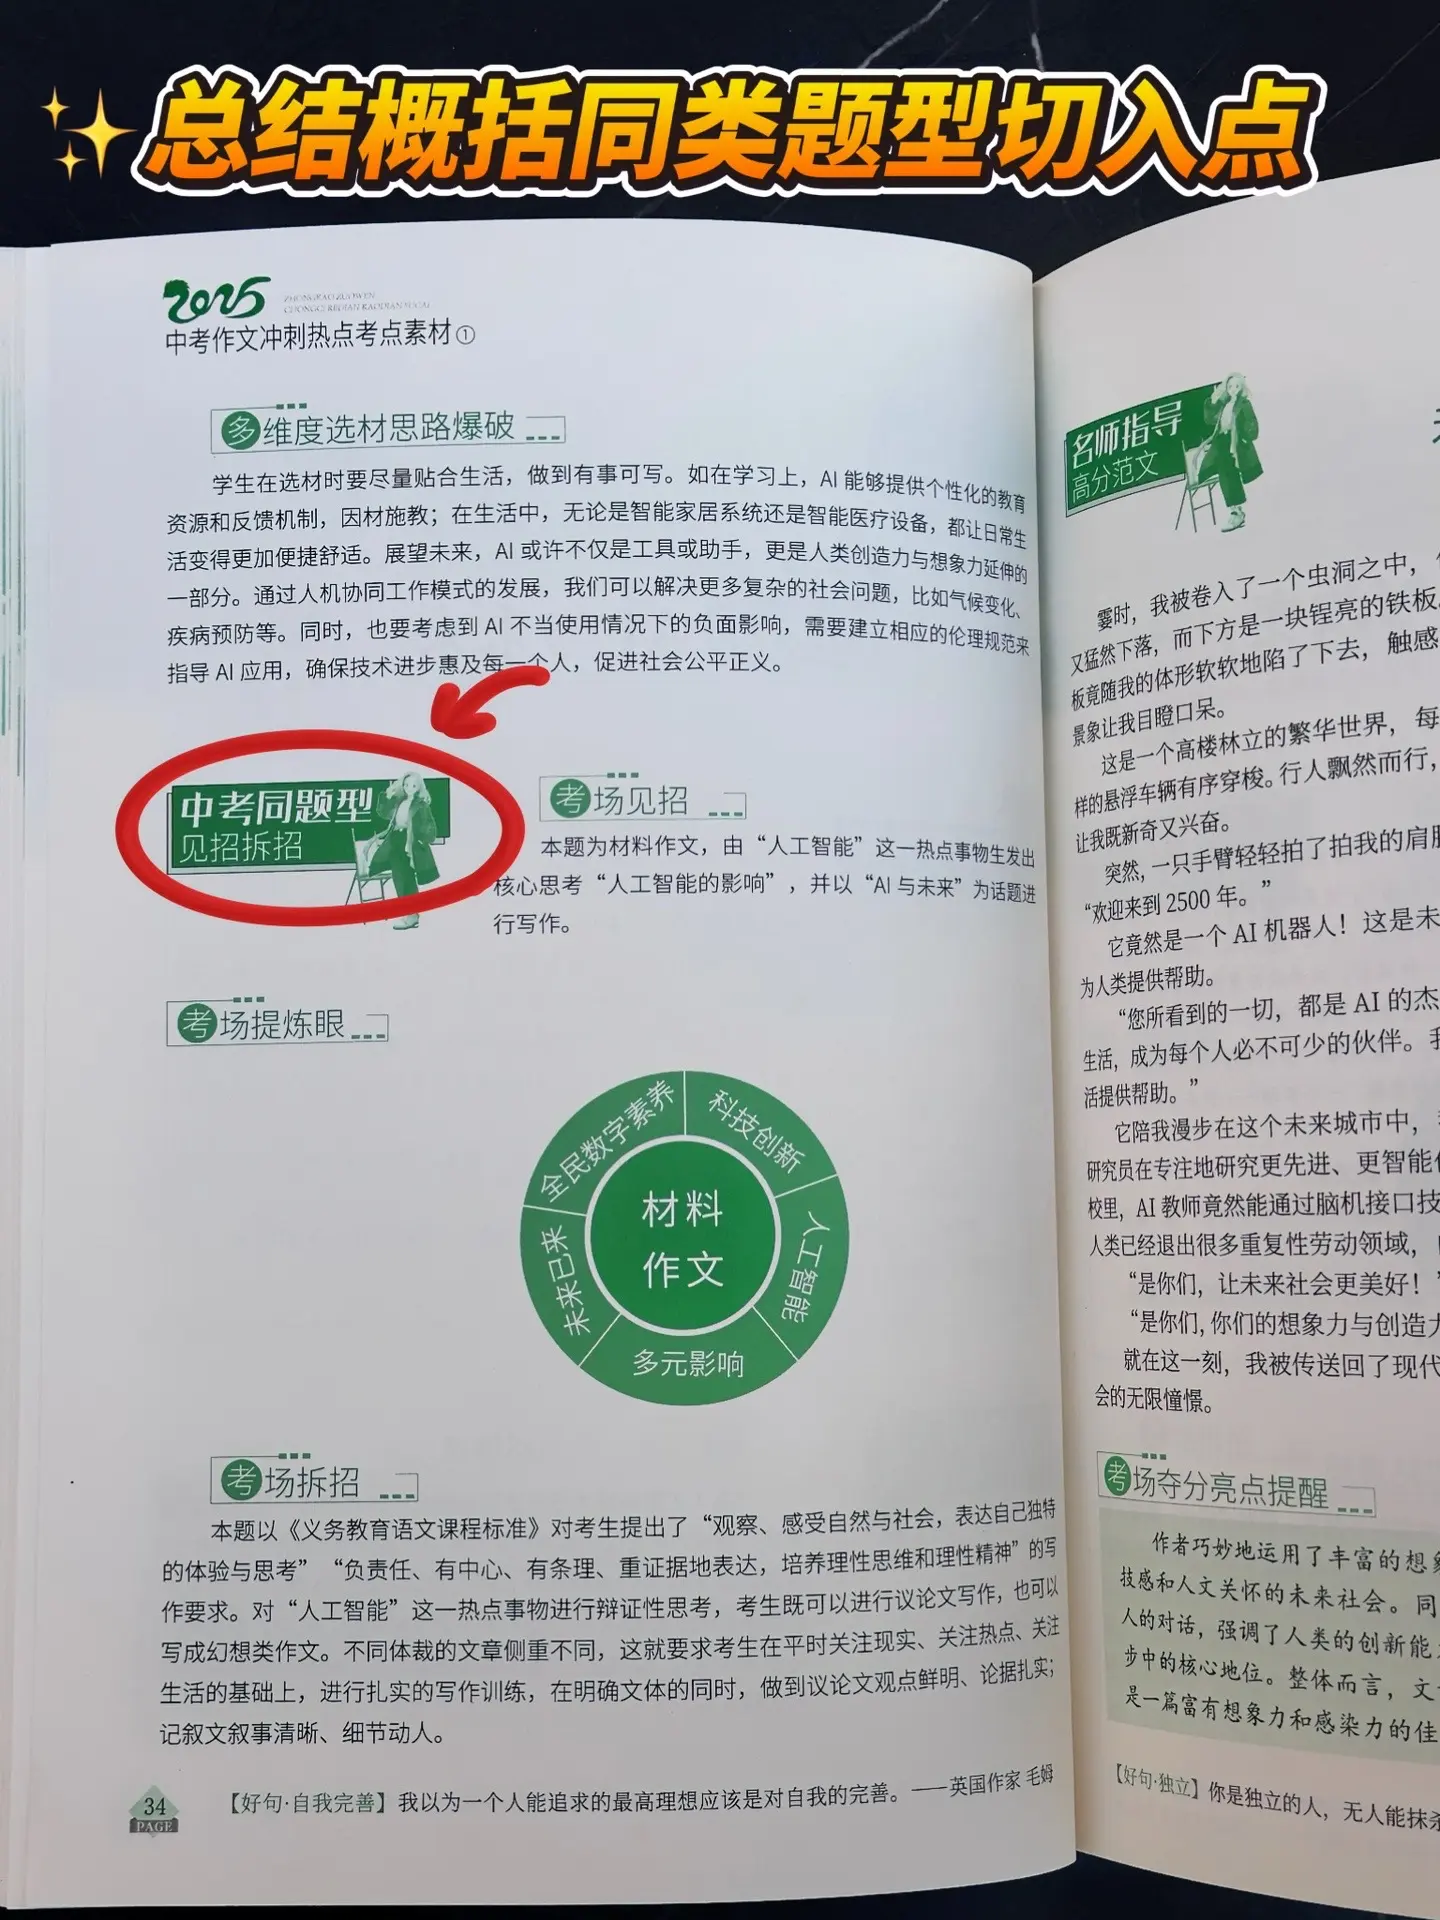 总结概括同类题型切入点
2025
ZHONGKAO ZUOWEN
CHONGCI REDIAN KAODIAN SUCAI
中考作文冲刺热点考点素材①
多维度选材思路爆破
学生在选材时要尽量贴合生活，做到有事可写。如在学习上，AI 能够提供个性化的教育
资源和反馈机制，因材施教；在生活中，无论是智能家居系统还是智能医疗设备，都让日常生
活变得更加便捷舒适。展望未来，AI 或许不仅是工具或助手，更是人类创造力与想象力延伸的
一部分。通过人机协同工作模式的发展，我们可以解决更多复杂的社会问题，比如气候变化、
疾病预防等。同时，也要考虑到 AI 不当使用情况下的负面影响，需要建立相应的伦理规范来
指导 AI 应用，确保技术进步惠及每一个人，促进社会公平正义。
中考同题型
见招拆招
考场见招
本题为材料作文，由“人工智能”这一热点事物生发出
核心思考“人工智能的影响”，并以“AI 与未来”为话题进
行写作。
考场提炼眼
全民数字素养
科技创新
人工智能
多元影响
未来已来
材料
作文
考场拆招
本题以《义务教育语文课程标准》对考生提出了“观察、感受自然与社会，表达自己独特
的体验与思考”“负责任、有中心、有条理、重证据地表达，培养理性思维和理性精神”的写
作要求。对“人工智能”这一热点事物进行辩证性思考，考生既可以进行议论文写作，也可以
写成幻想类作文。不同体裁的文章侧重不同，这就要求考生在平时关注现实、关注热点、关注
生活的基础上，进行扎实的写作训练，在明确文体的同时，做到议论文观点鲜明、论据扎实；
记叙文叙事清晰、细节动人。
34
PAGE
【好句·自我完善】我以为一个人能追求的最高理想应该是对自我的完善。——英国作家 毛姆
名师指导
高分范文
霎时，我被卷入了一个虫洞之中，
又猛然下落，而下方是一块锃亮的铁板
板竟随我的体形软软地陷了下去，触感
景象让我目瞪口呆。
这是一个高楼林立的繁华世界，每
样的悬浮车辆有序穿梭。行人飘然而行，
让我既新奇又兴奋。
突然，一只手臂轻轻拍了拍我的肩膀
“欢迎来到 2500 年。”
它竟然是一个 AI 机器人！这是未
为人类提供帮助。
“您所看到的一切，都是 AI 的杰
生活，成为每个人必不可少的伙伴。我
活提供帮助。”
它陪我漫步在这个未来城市中，
研究员在专注地研究更先进、更智能
校里，AI 教师竟然能通过脑机接口技
人类已经退出很多重复性劳动领域，
“是你们，让未来社会更美好！”
“是你们，你们的想象力与创造力
就在这一刻，我被传送回了现代
会的无限憧憬。
考场夺分亮点提醒
作者巧妙地运用了丰富的想象
技感和人文关怀的未来社会。同
人的对话，强调了人类的创新能
步中的核心地位。整体而言，文
是一篇富有想象力和感染力的佳
【好句·独立】你是独立的人，无人能抹杀